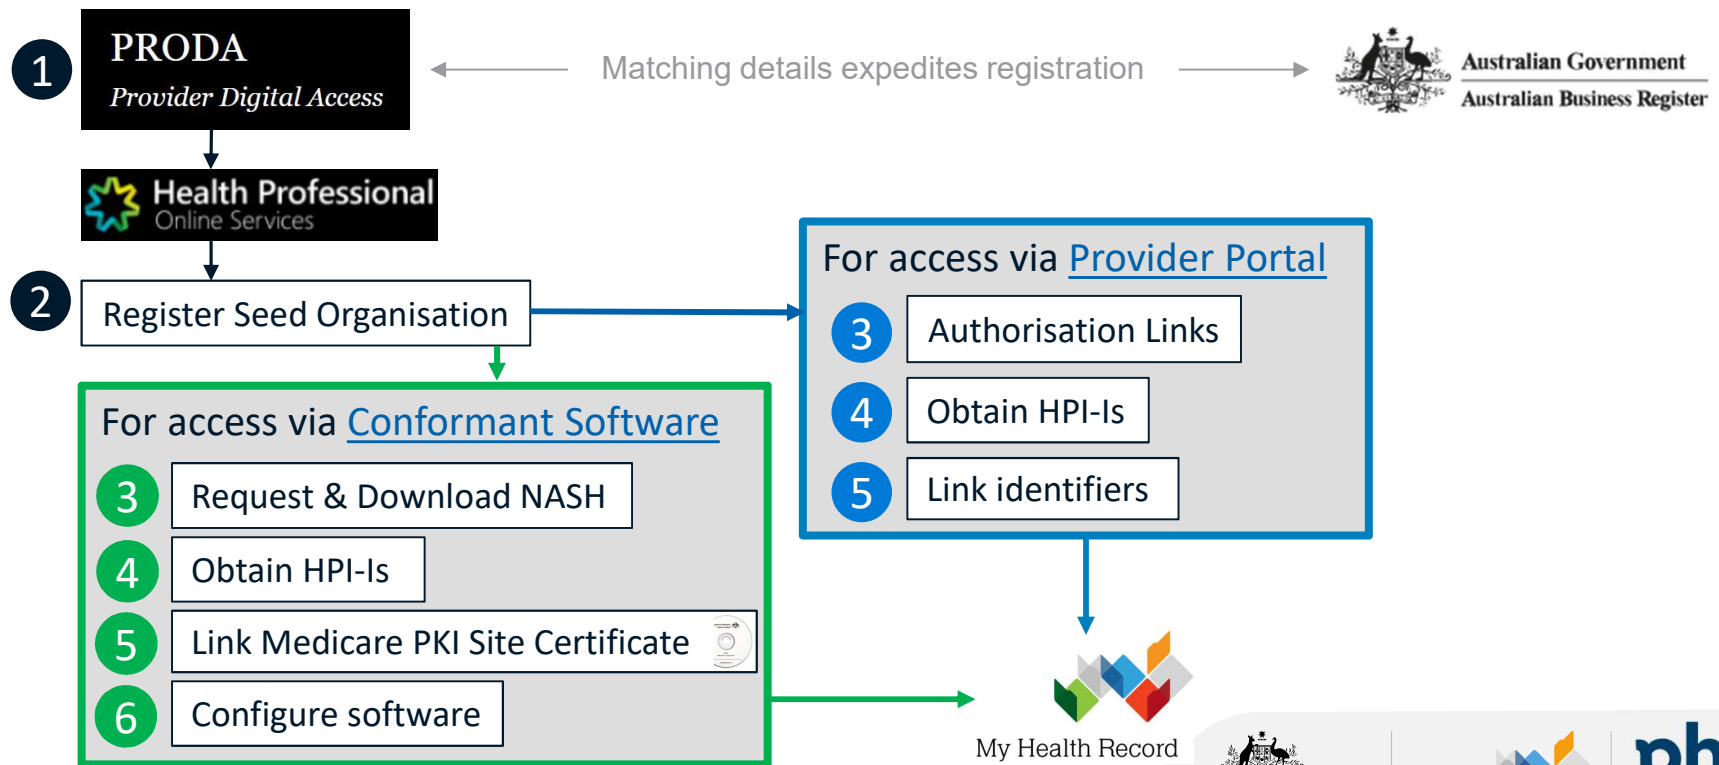 1
PRODA
Provider Digital Access
Matching details expedites registration
Australian Government
Australian Business Register
Health Professional
Online Services
2
Register Seed Organisation
For access via Provider Portal
3 Authorisation Links
4 Obtain HPI-Is
5 Link identifiers
For access via Conformant Software
3 Request & Download NASH
4 Obtain HPI-Is
5 Link Medicare PKI Site Certificate
6 Configure software
My Health Record